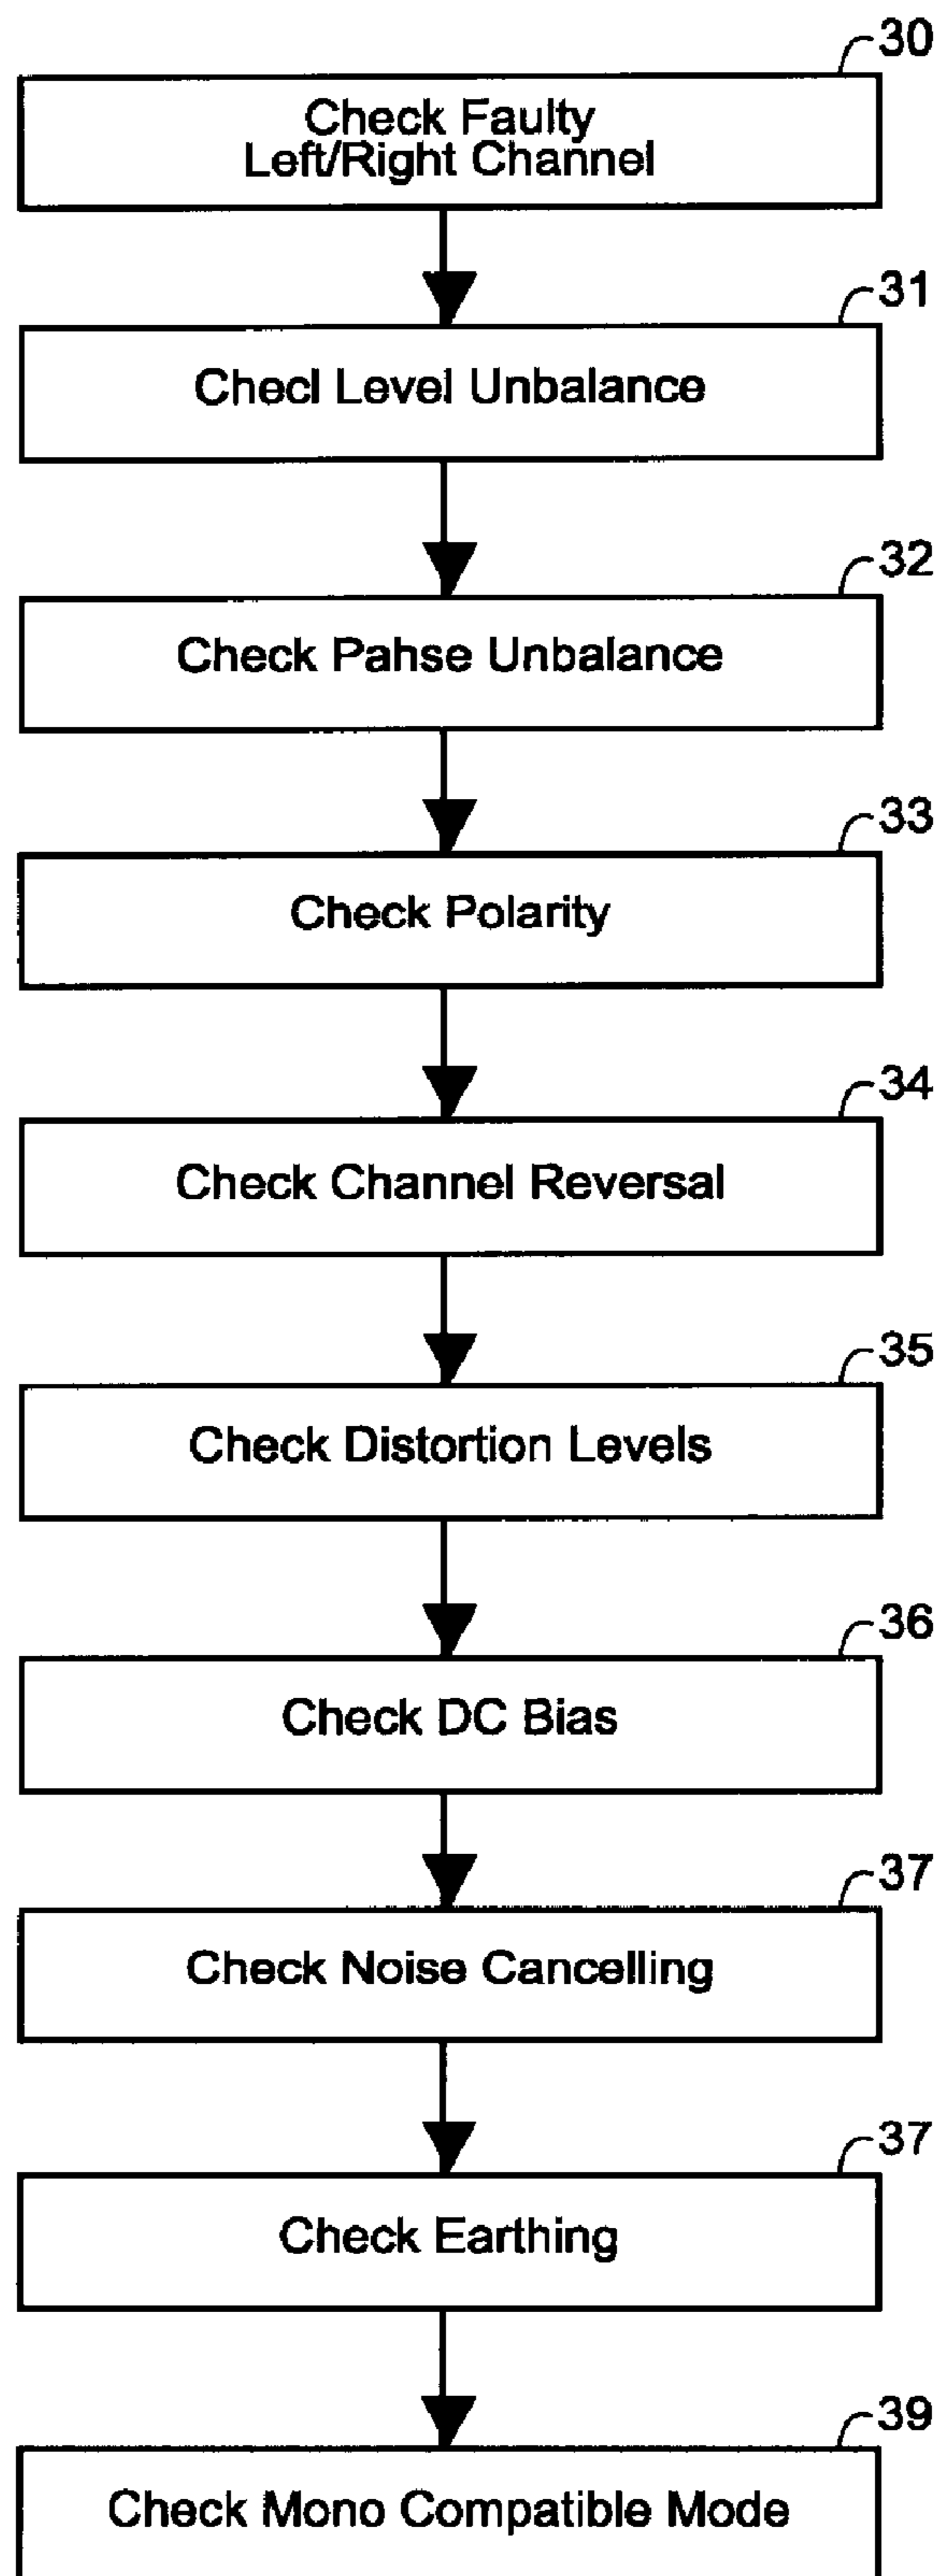 30
Check Faulty
Left/Right Channel
31
Checl Level Unbalance
32
Check Pahse Unbalance
33
Check Polarity
34
Check Channel Reversal
35
Check Distortion Levels
36
Check DC Bias
37
Check Noise Cancelling
37
Check Earthing
39
Check Mono Compatible Mode